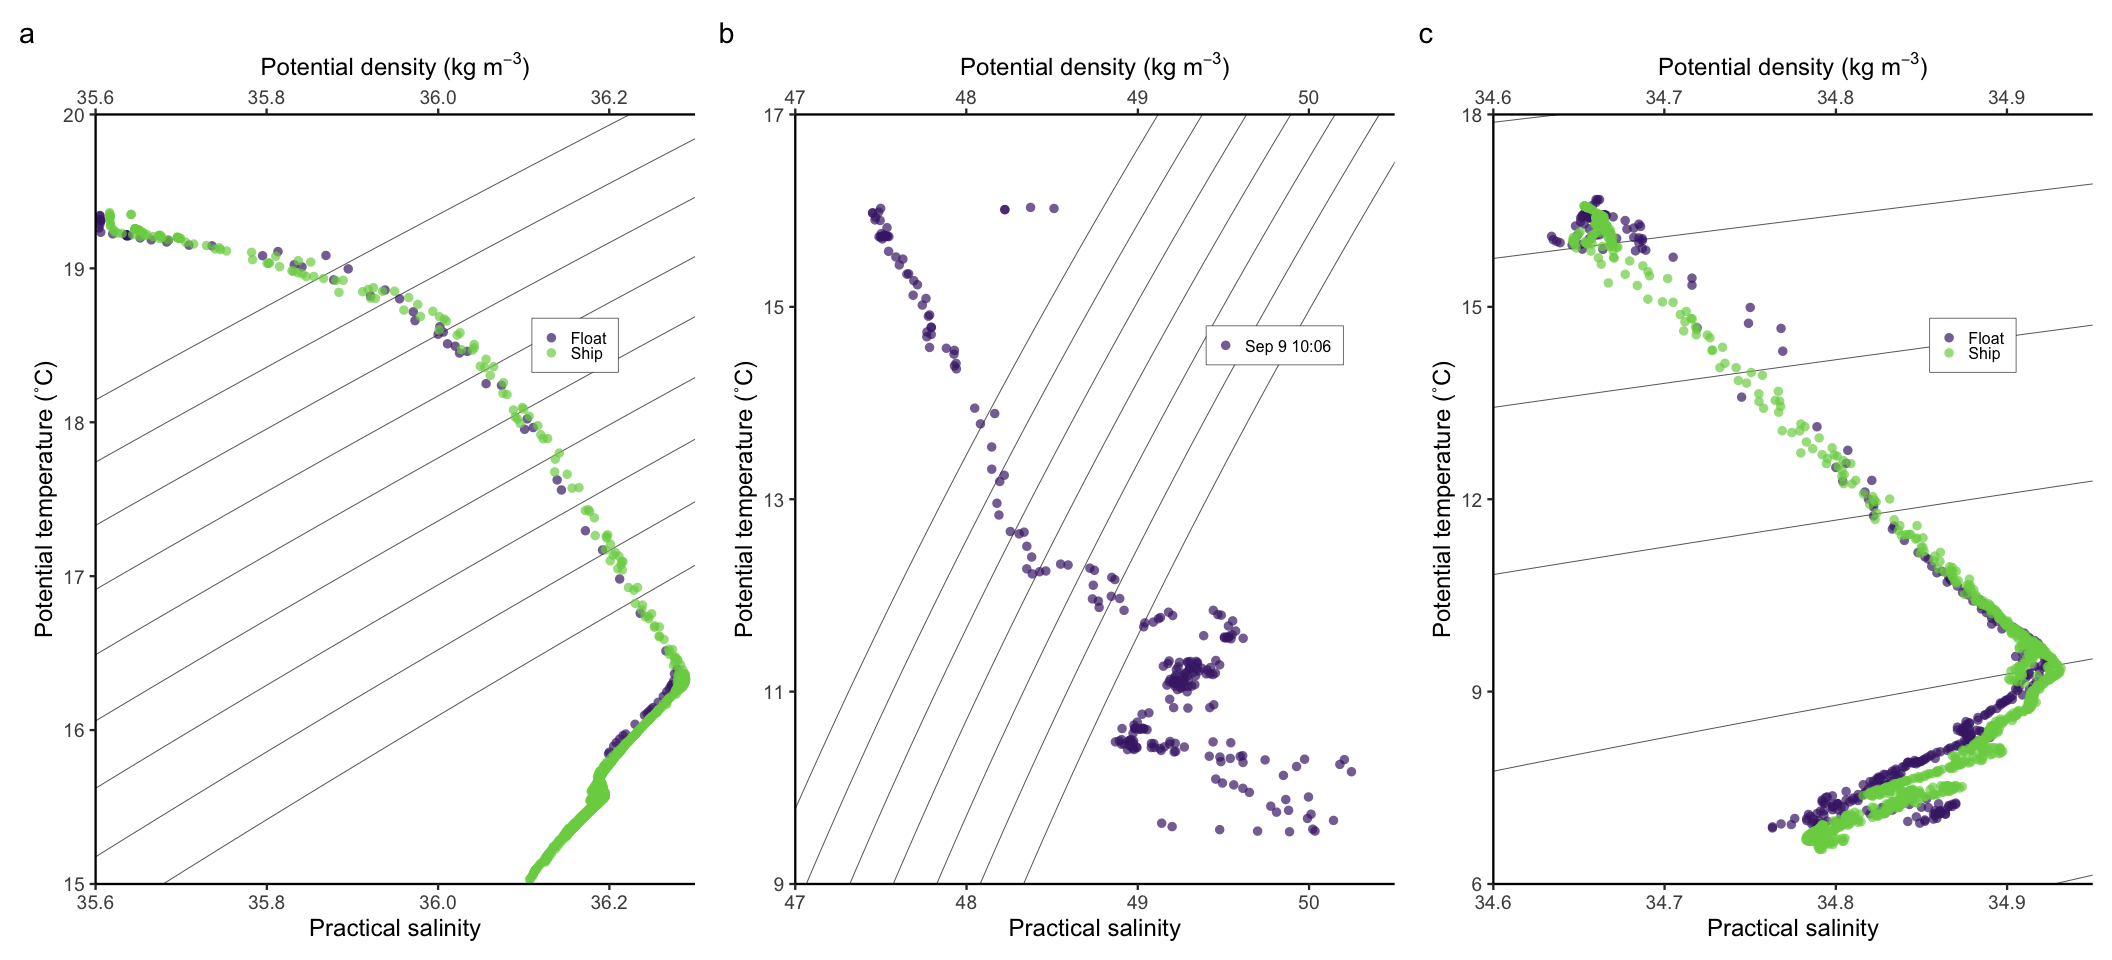 a
Potential density (kg m−3)
35.6 35.8 36.0 36.2
20
19
18
17
16
15
Potential temperature (°C)
Float
Ship
35.6 35.8 36.0 36.2
Practical salinity
b
Potential density (kg m−3)
47 48 49 50
17
15
13
11
9
Potential temperature (°C)
Sep 9 10:06
47 48 49 50
Practical salinity
c
Potential density (kg m−3)
34.6 34.7 34.8 34.9
18
15
12
9
6
Potential temperature (°C)
Float
Ship
34.6 34.7 34.8 34.9
Practical salinity